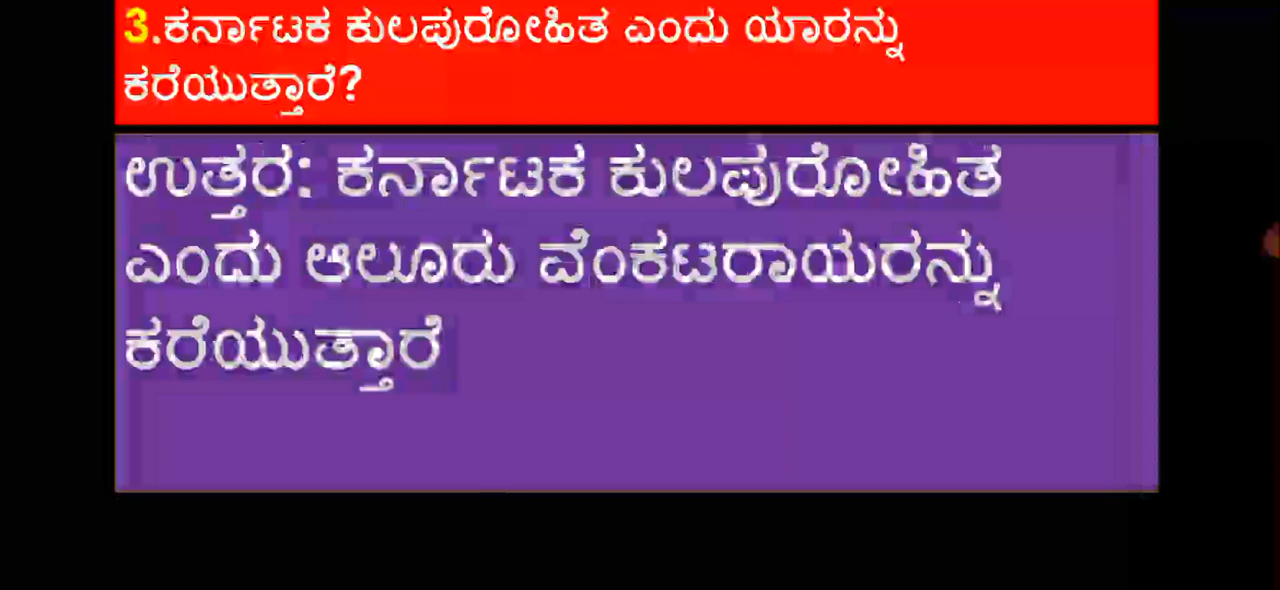 3.ಕರ್ನಾಟಕ ಕುಲಪುರೋಹಿತ ಎಂದು ಯಾರನ್ನು
ಕರೆಯುತ್ತಾರೆ?
ಉತ್ತರ: ಕರ್ನಾಟಕ ಕುಲಪುರೋಹಿತ
ಎಂದು ಆಲೂರು ವೆಂಕಟರಾಯರನ್ನು
ಕರೆಯುತ್ತಾರೆ